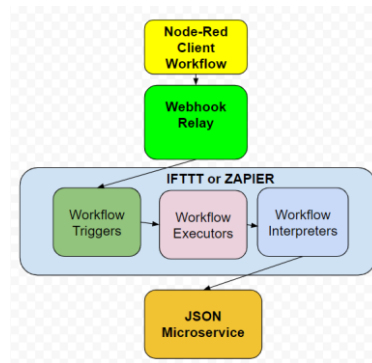 Node-Red
Client
Workflow
Webhook
Relay
IFTTT or ZAPIER
Workflow
Triggers
Workflow
Executors
Workflow
Interpreters
JSON
Microservice